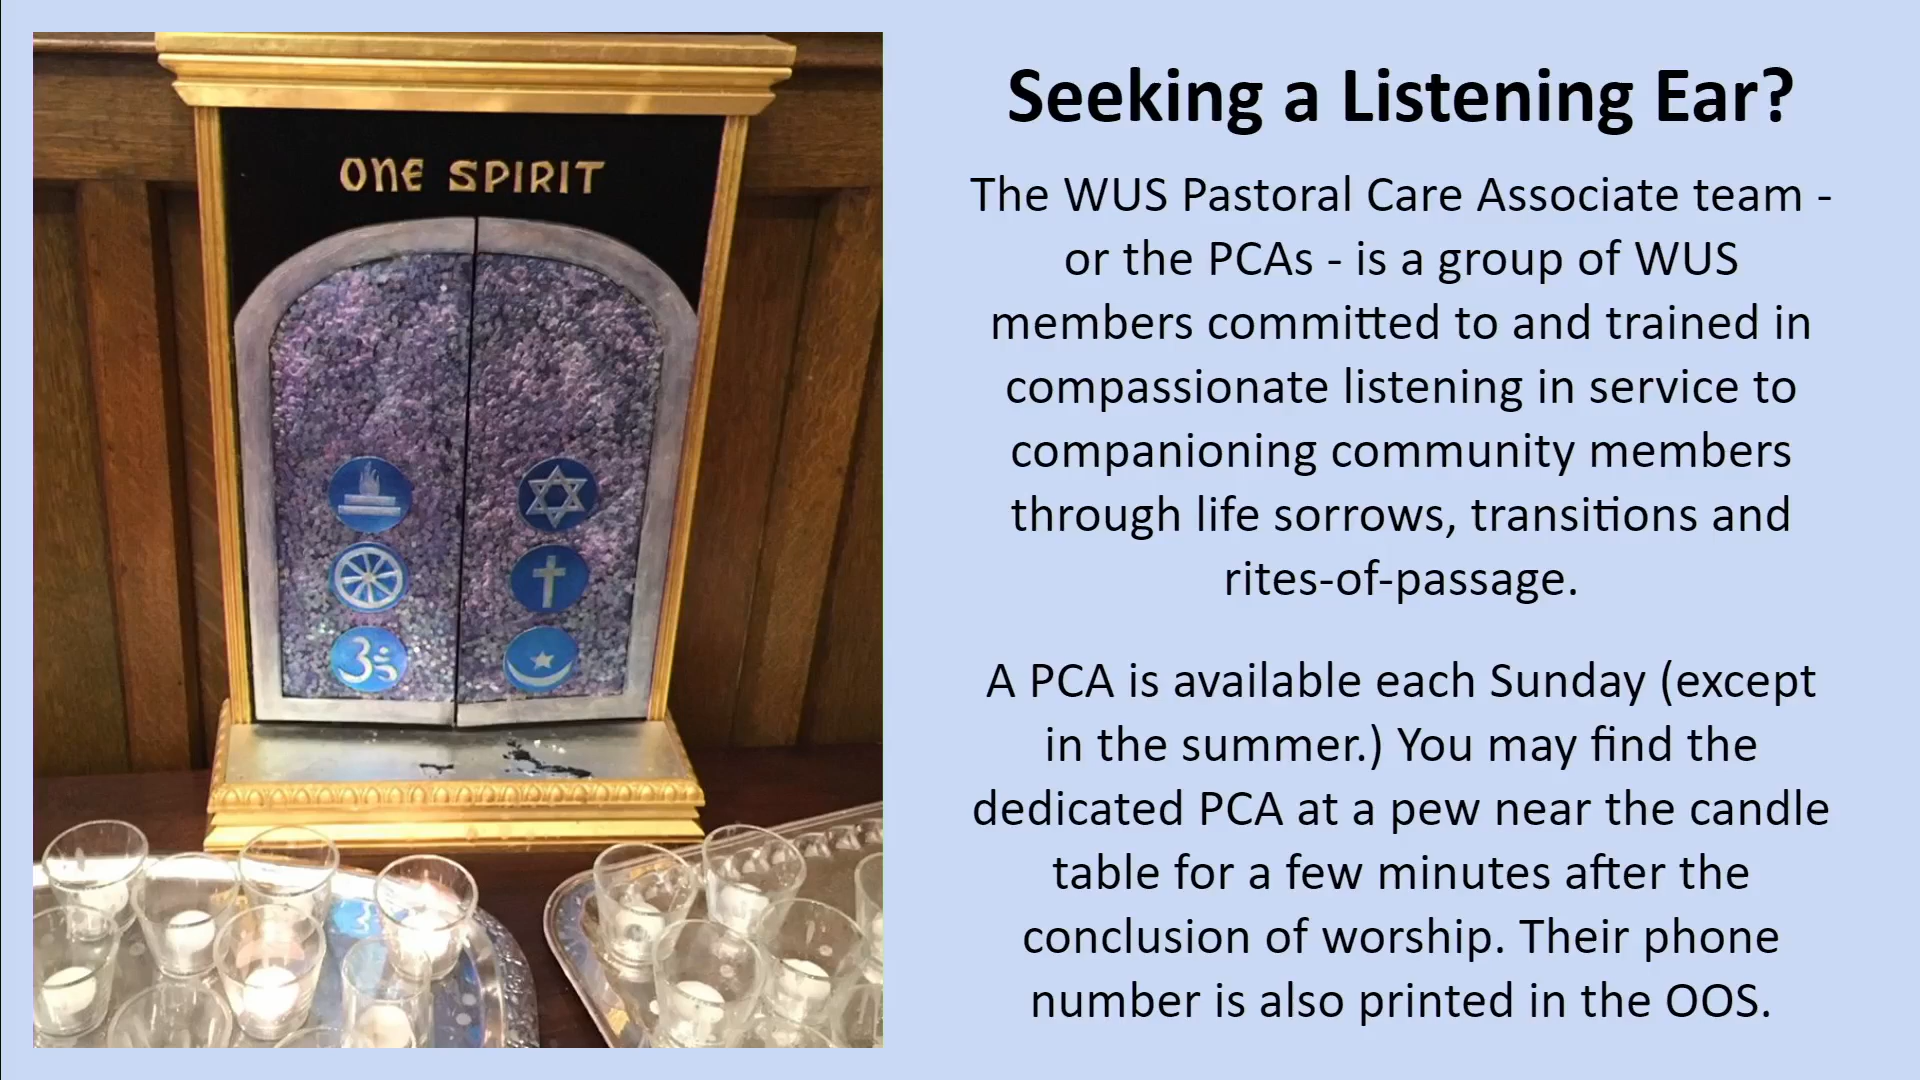 ONE SPIRIT
Seeking a Listening Ear?
The WUS Pastoral Care Associate team -
or the PCAs - is a group of WUS
members committed to and trained in
compassionate listening in service to
companioning community members
through life sorrows, transitions and
rites-of-passage.
A PCA is available each Sunday (except
in the summer.) You may find the
dedicated PCA at a pew near the candle
table for a few minutes after the
conclusion of worship. Their phone
number is also printed in the OOS.